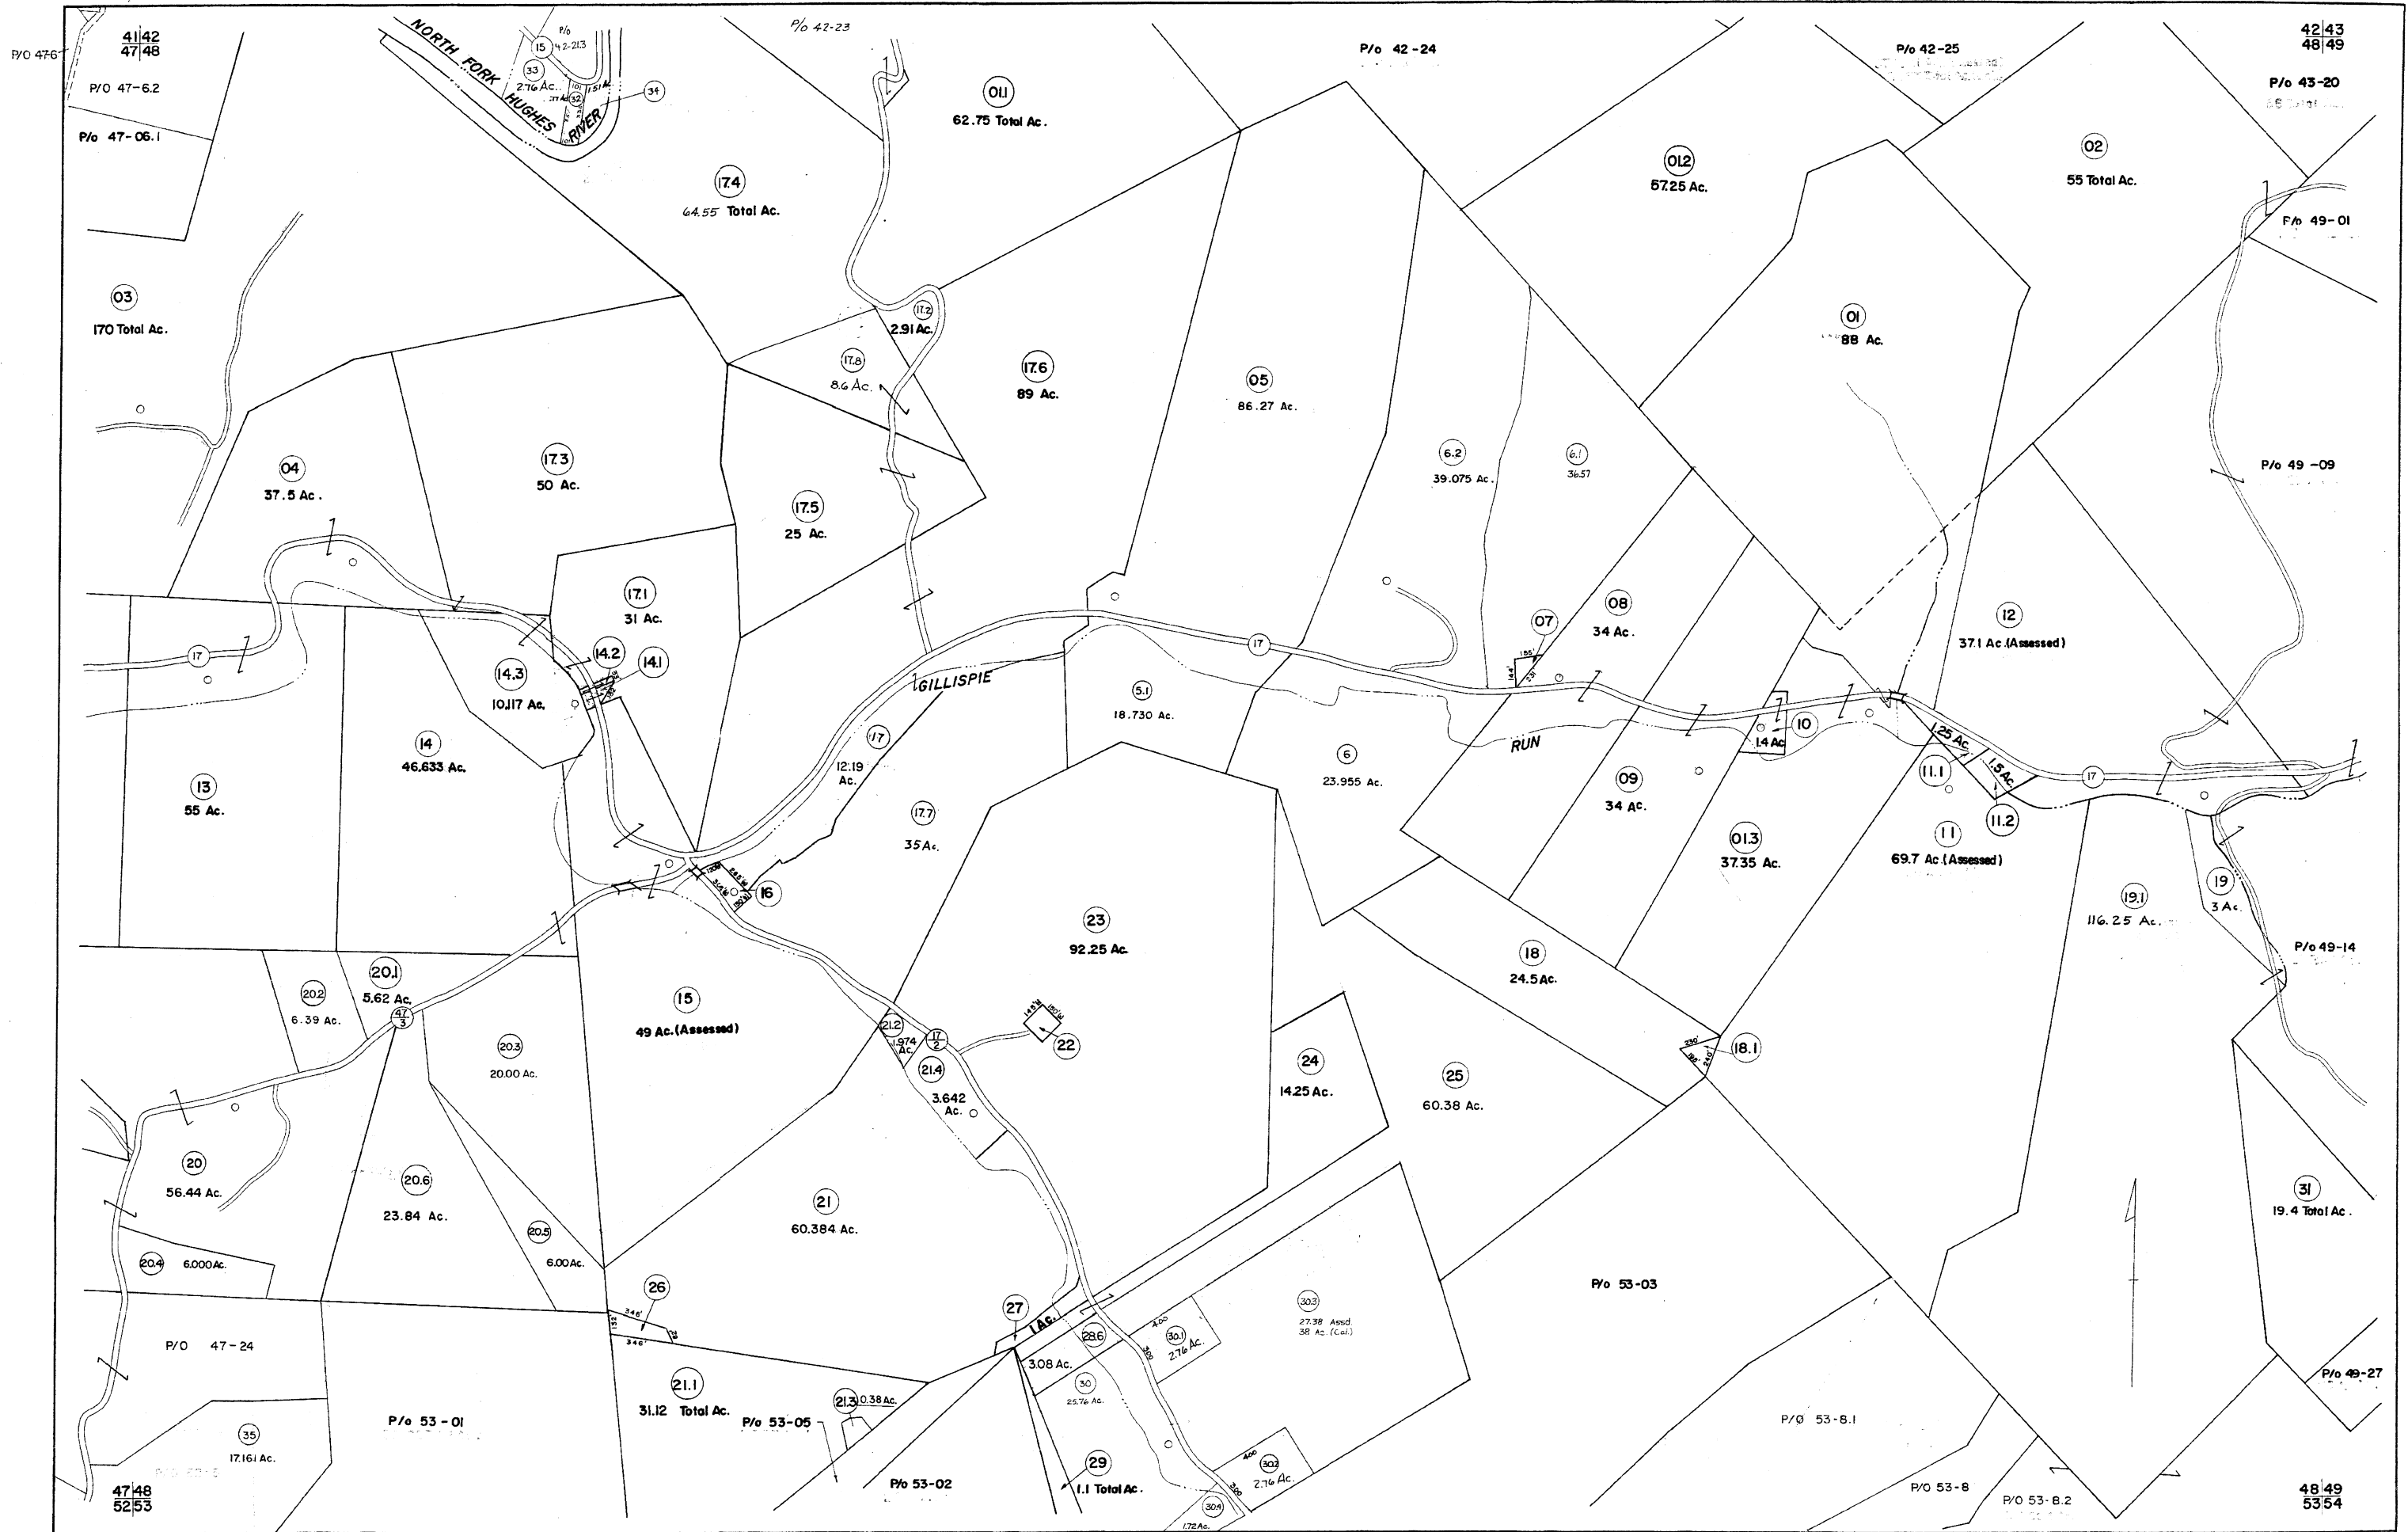 P/O 47-6
41|42
47|48
P/O 47-6.2
P/o 47-06.1
NORTH FORK HUGHES RIVER
P/o
42-21.3
15
33
2.76 Ac.
32
34
P/o 42-23
01.1
62.75 Total Ac.
P/o 42-24
P/o 42-25
42|43
48|49
P/o 43-20
01.2
57.25 Ac.
02
55 Total Ac.
P/o 49-01
17.4
64.55 Total Ac.
03
170 Total Ac.
17.2
2.91 Ac.
17.8
8.6 Ac.
17.6
89 Ac.
05
86.27 Ac.
01
88 Ac.
04
37.5 Ac.
17.3
50 Ac.
17.5
25 Ac.
6.2
39.075 Ac.
6.1
36.57
P/o 49-09
17.1
31 Ac.
08
34 Ac.
07
155'
144'
231
12
37.1 Ac.(Assessed)
17
17
14.2
14.1
14.3
10.117 Ac.
GILLISPIE
RUN
5.1
18.730 Ac.
14
46.633 Ac.
17
12.19
Ac.
6
23.955 Ac.
10
1.4 Ac
1.25 Ac.
11.1
1.5 Ac.
11.2
17
13
55 Ac.
17.7
35 Ac.
09
34 Ac.
01.3
37.35 Ac.
11
69.7 Ac.(Assessed)
16
23
92.25 Ac.
19.1
116.25 Ac.
19
3 Ac.
P/o 49-14
18
24.5 Ac.
20.2
6.39 Ac.
20.1
5.62 Ac.
47
3
15
49 Ac.(Assessed)
20.3
20.00 Ac.
21.2
1.974
Ac.
17
2
22
21.4
3.642
Ac.
24
14.25 Ac.
25
60.38 Ac.
230'
195'
240'
18.1
20
56.44 Ac.
20.6
23.84 Ac.
20.5
6.00 Ac.
21
60.384 Ac.
31
19.4 Total Ac.
20.4
6.000 Ac.
26
346'
132'
346'
27
1 Ac.
28.6
3.08 Ac.
400
30.1
2.76 Ac.
300
30.3
27.38 Assd.
38 Ac. (Cal.)
P/o 53-03
P/O 47-24
21.1
31.12 Total Ac.
21.3
0.38 Ac.
30
25.76 Ac.
P/o 49-27
P/o 53-01
P/o 53-05
P/Ø 53-8.1
35
17.161 Ac.
P/o 53-02
29
1.1 Total Ac.
400
30.2
2.76 Ac.
300
30.4
1.72 Ac.
P/O 53-8
P/O 53-8.2
47|48
52|53
48|49
53|54